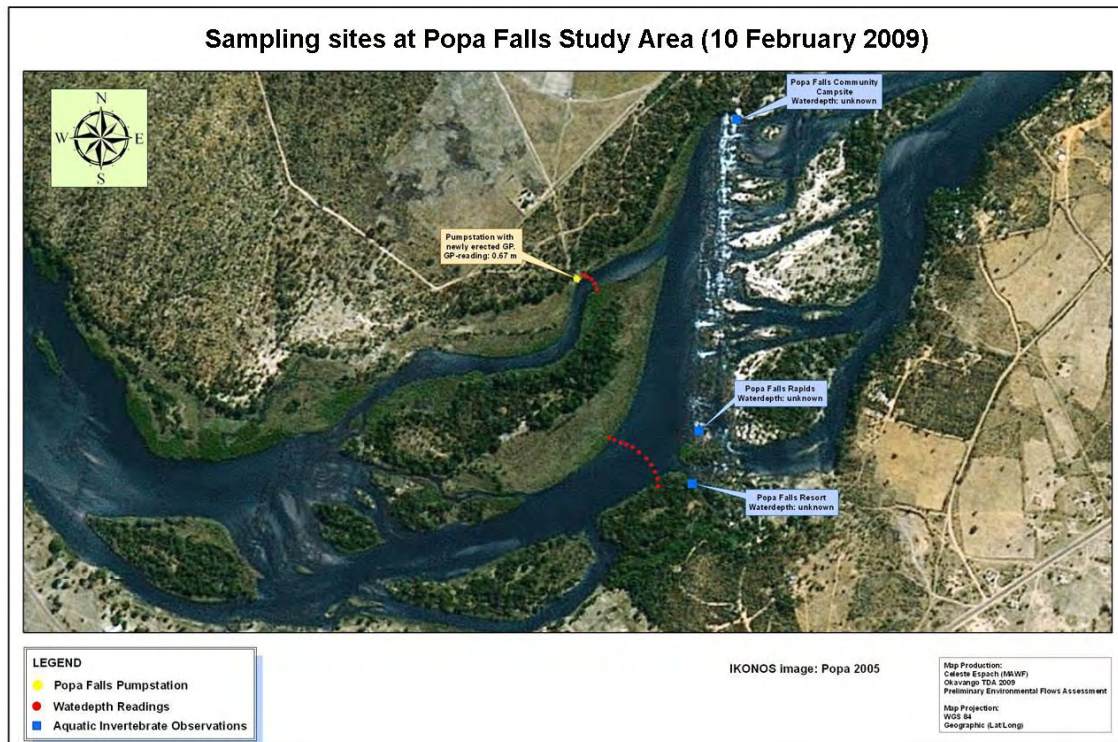 Sampling sites at Popa Falls Study Area (10 February 2009)
N
W
E
S
Popa Falls Community
Campsite
Waterdepth: unknown
Pumpstation with
newly erected GP.
GP-reading: 0.67 m
Popa Falls Rapids
Waterdepth: unknown
Popa Falls Resort
Waterdepth: unknown
LEGEND
Popa Falls Pumpstation
Watedepth Readings
Aquatic Invertebrate Observations
IKONOS image: Popa 2005
Map Production:
Celeste Espach (MAWF)
Okavango TDA 2009
Preliminary Environmental Flows Assessment
Map Projection:
WGS 84
Geographic (Lat Long)